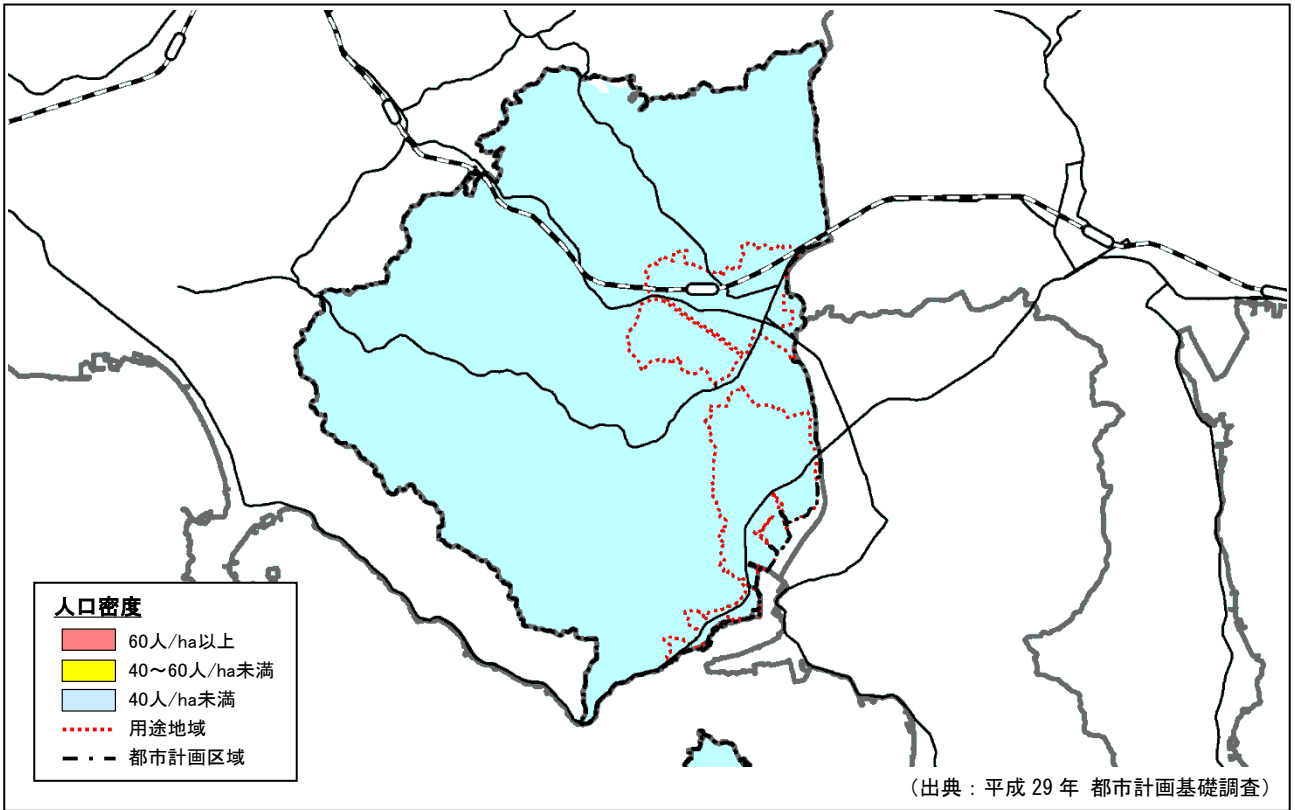 人口密度
60人/ha以上
40～60人/ha未満
40人/ha未満
用途地域
都市計画区域
（出典：平成 29 年 都市計画基礎調査）